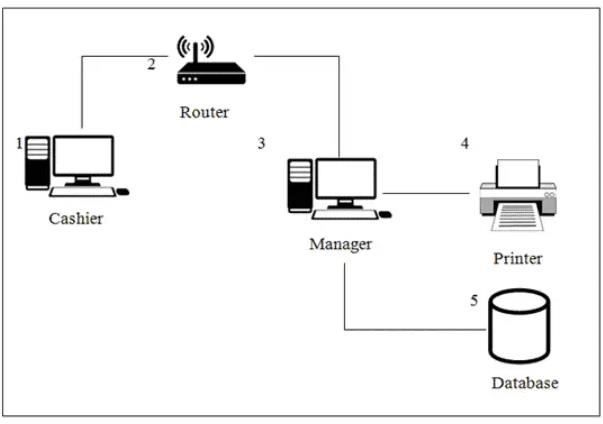 2
Router
1
3
4
Cashier
Manager
Printer
5
Database